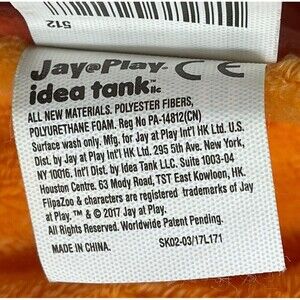 512
Jay@Play™ CE
idea tank™ llc
ALL NEW MATERIALS. POLYESTER FIBERS,
POLYURETHANE FOAM. Reg No PA-14812(CN)
Surface wash only. Mfg. for Jay at Play Int'l HK Ltd. U.S.
Dist. by Jay at Play Int'l HK Ltd. 295 5th Ave. New York,
NY 10016. Int'l Dist. by Idea Tank LLC. Suite 1003-04
Houston Centre. 63 Mody Road, TST East Kowloon, HK.
FlipaZoo & characters are registered trademarks of Jay
at Play. ™ & © 2017 Jay at Play.
All Rights Reserved. Worldwide Patent Pending.
MADE IN CHINA. SK02-03/17L171